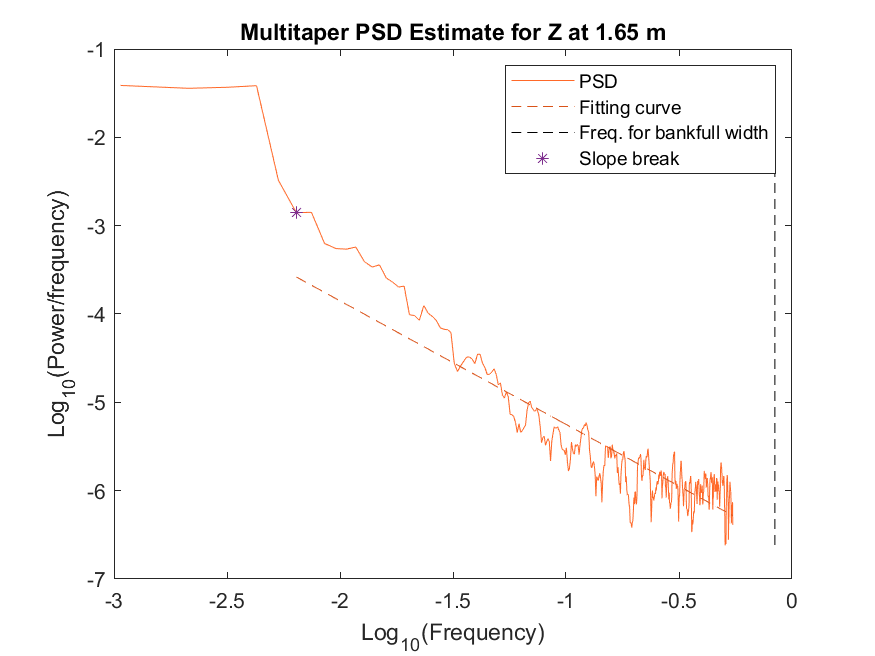 Multitaper PSD Estimate for Z at 1.65 m
-1
-2
-3
-4
-5
-6
-7
Log10(Power/frequency)
PSD
Fitting curve
Freq. for bankfull width
Slope break
-3
-2.5
-2
-1.5
-1
-0.5
0
Log10(Frequency)